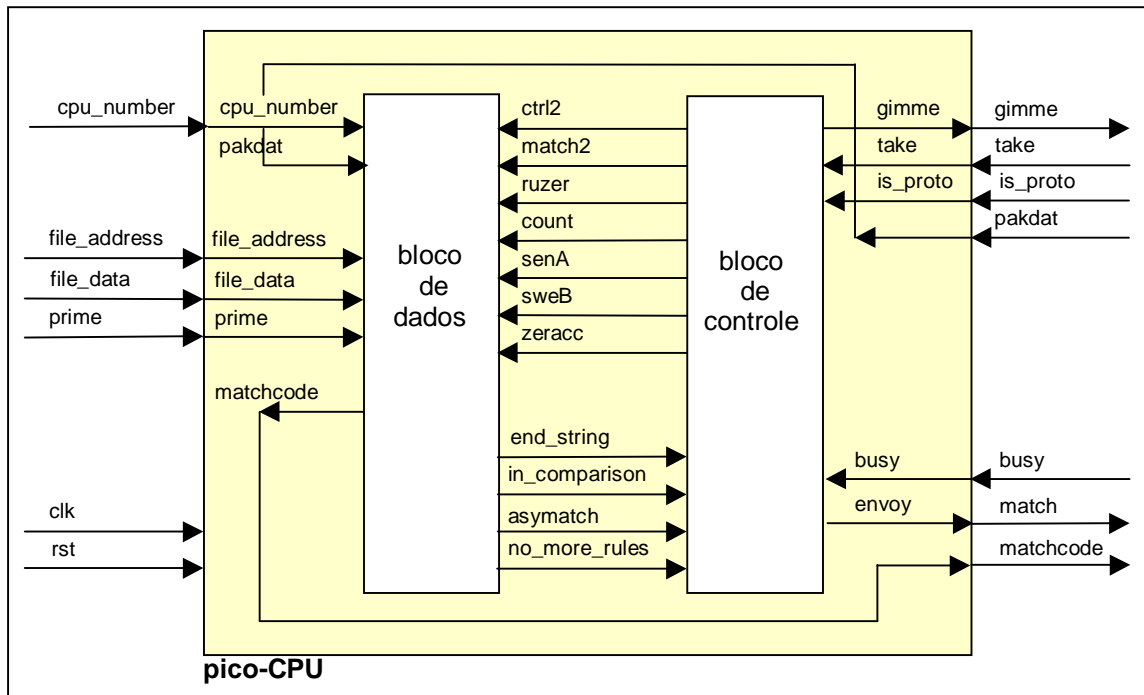 cpu_number
cpu_number
pakdat
ctrl2
match2
ruzer
count
senA
sweB
zeracc
gimme
gimme
take
take
is_proto
is_proto
pakdat
file_address
file_address
file_data
file_data
prime
prime
bloco
de
dados
bloco
de
controle
matchcode
end_string
in_comparison
asymatch
no_more_rules
busy
busy
envoy
match
matchcode
clk
rst
pico-CPU